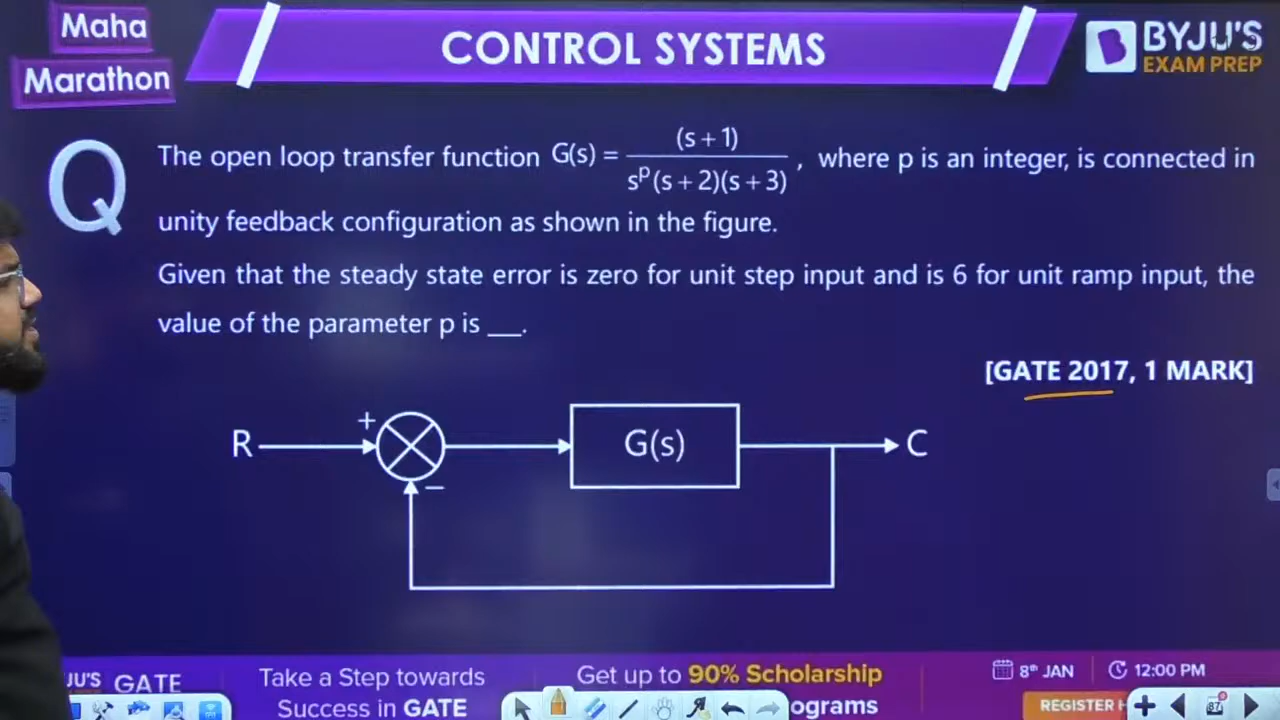 Maha
Marathon
CONTROL SYSTEMS
BYJU'S
EXAM PREP
Q
The open loop transfer function G(s) = (s+1) / s^p (s+2)(s+3) , where p is an integer, is connected in
unity feedback configuration as shown in the figure.
Given that the steady state error is zero for unit step input and is 6 for unit ramp input, the
value of the parameter p is ___.
[GATE 2017, 1 MARK]
R
+
−
G(s)
C
JU'S GATE
Take a Step towards
Success in GATE
Get up to 90% Scholarship
ograms
8th JAN
12:00 PM
REGISTER
87